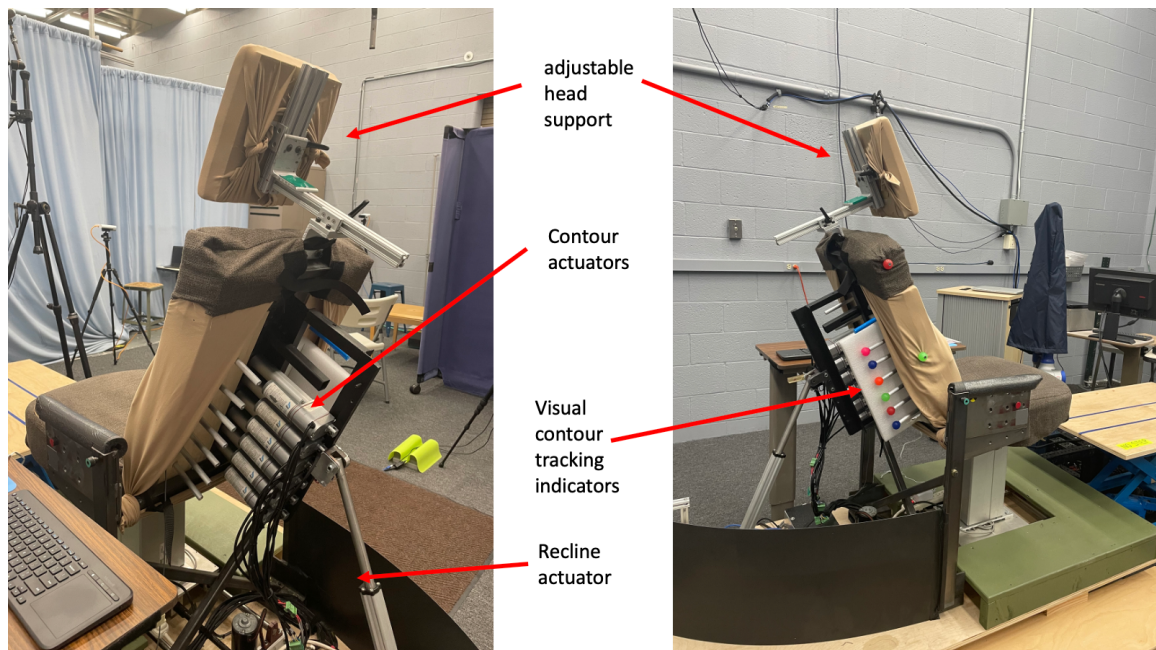 adjustable
head
support
Contour
actuators
Visual
contour
tracking
indicators
Recline
actuator